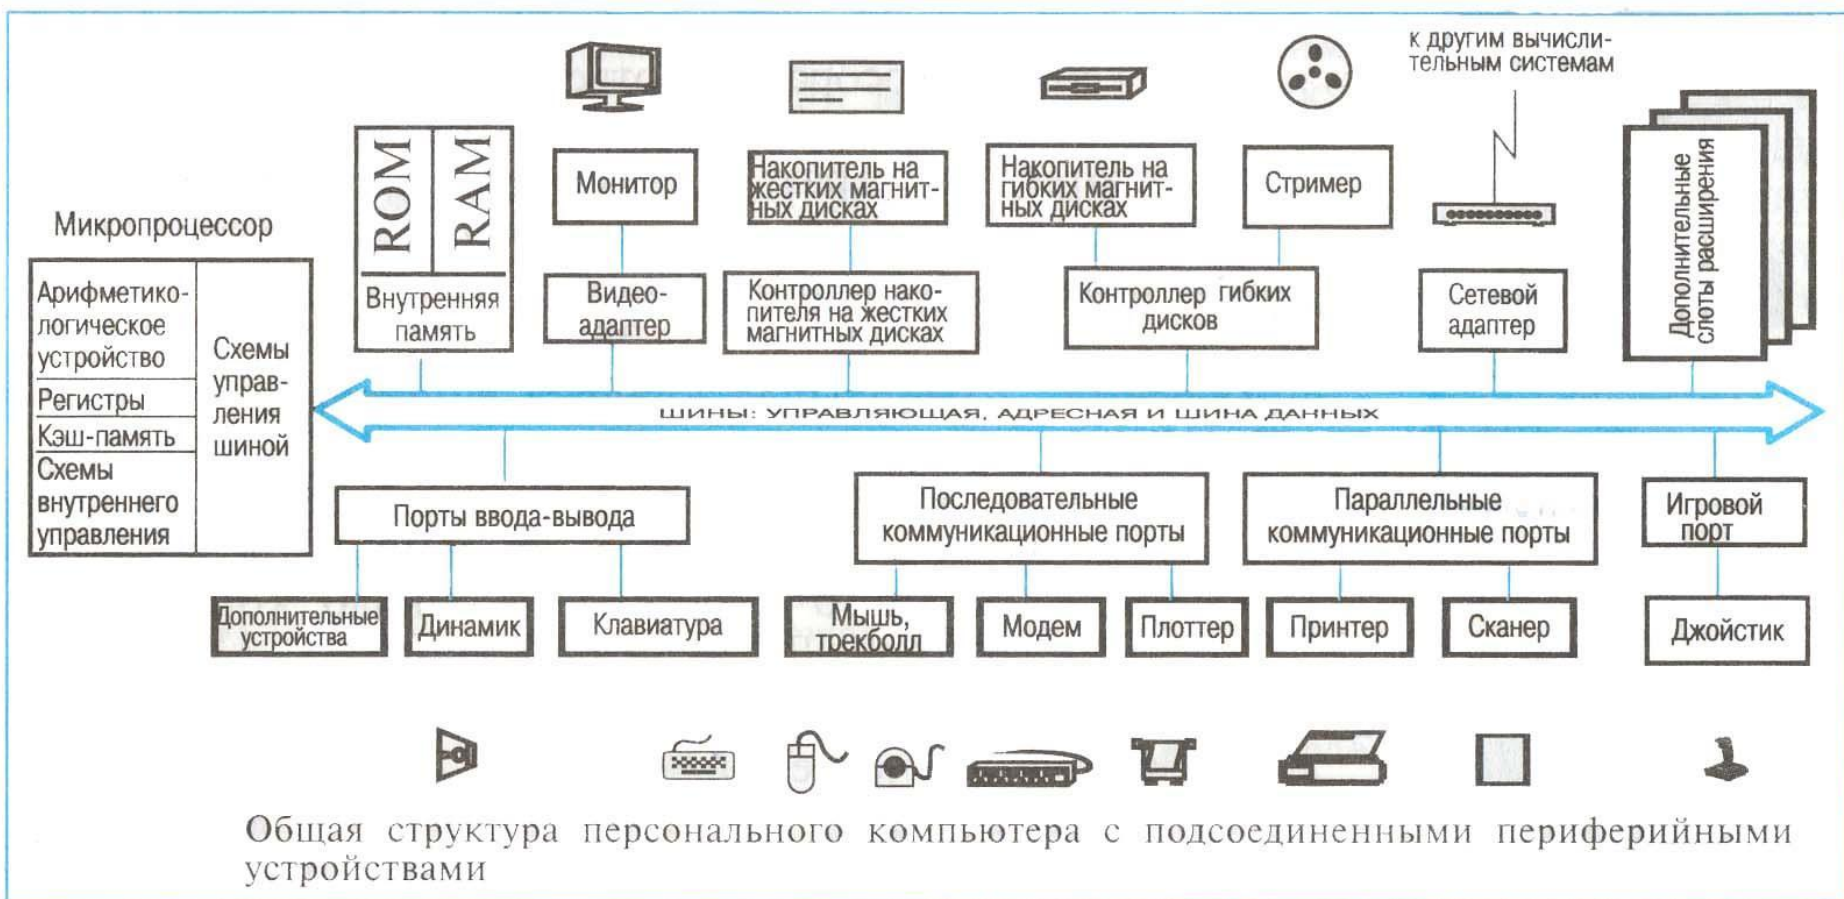 к другим вычисли-
тельным системам
ROM
RAM
Внутренняя
память
Монитор
Видео-
адаптер
Накопитель на
жестких магнит-
ных дисках
Контроллер нако-
пителя на жестких
магнитных дисках
Накопитель на
гибких магнит-
ных дисках
Стример
Контроллер гибких
дисков
Сетевой
адаптер
Дополнительные
слоты расширения
Микропроцессор
Арифметико-
логическое
устройство
Регистры
Кэш-память
Схемы
внутреннего
управления
Схемы
управ-
ления
шиной
ШИНЫ: УПРАВЛЯЮЩАЯ, АДРЕСНАЯ И ШИНА ДАННЫХ
Порты ввода-вывода
Последовательные
коммуникационные порты
Параллельные
коммуникационные порты
Игровой
порт
Дополнительные
устройства
Динамик
Клавиатура
Мышь,
трекболл
Модем
Плоттер
Принтер
Сканер
Джойстик
Общая структура персонального компьютера с подсоединенными периферийными
устройствами